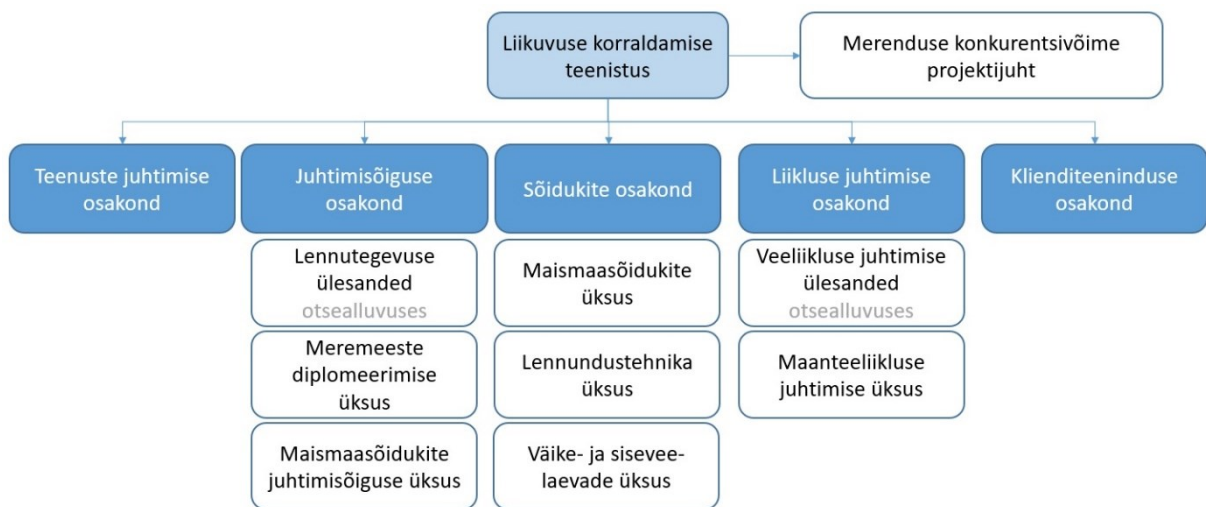 Liikuvuse korraldamise
teenistus
Merenduse konkurentsivõime
projektijuht
Teenuste juhtimise
osakond
Juhtimisõiguse
osakond
Sõidukite osakond
Liikluse juhtimise
osakond
Klienditeeninduse
osakond
Lennutegevuse
ülesanded
otsealluvuses
Meremeeste
diplomeerimise
üksus
Maismaasõidukite
juhtimisõiguse üksus
Maismaasõidukite
üksus
Lennundustehnika
üksus
Väike- ja sisevee-
laevade üksus
Veeliikluse juhtimise
ülesanded
otsealluvuses
Maanteeliikluse
juhtimise üksus